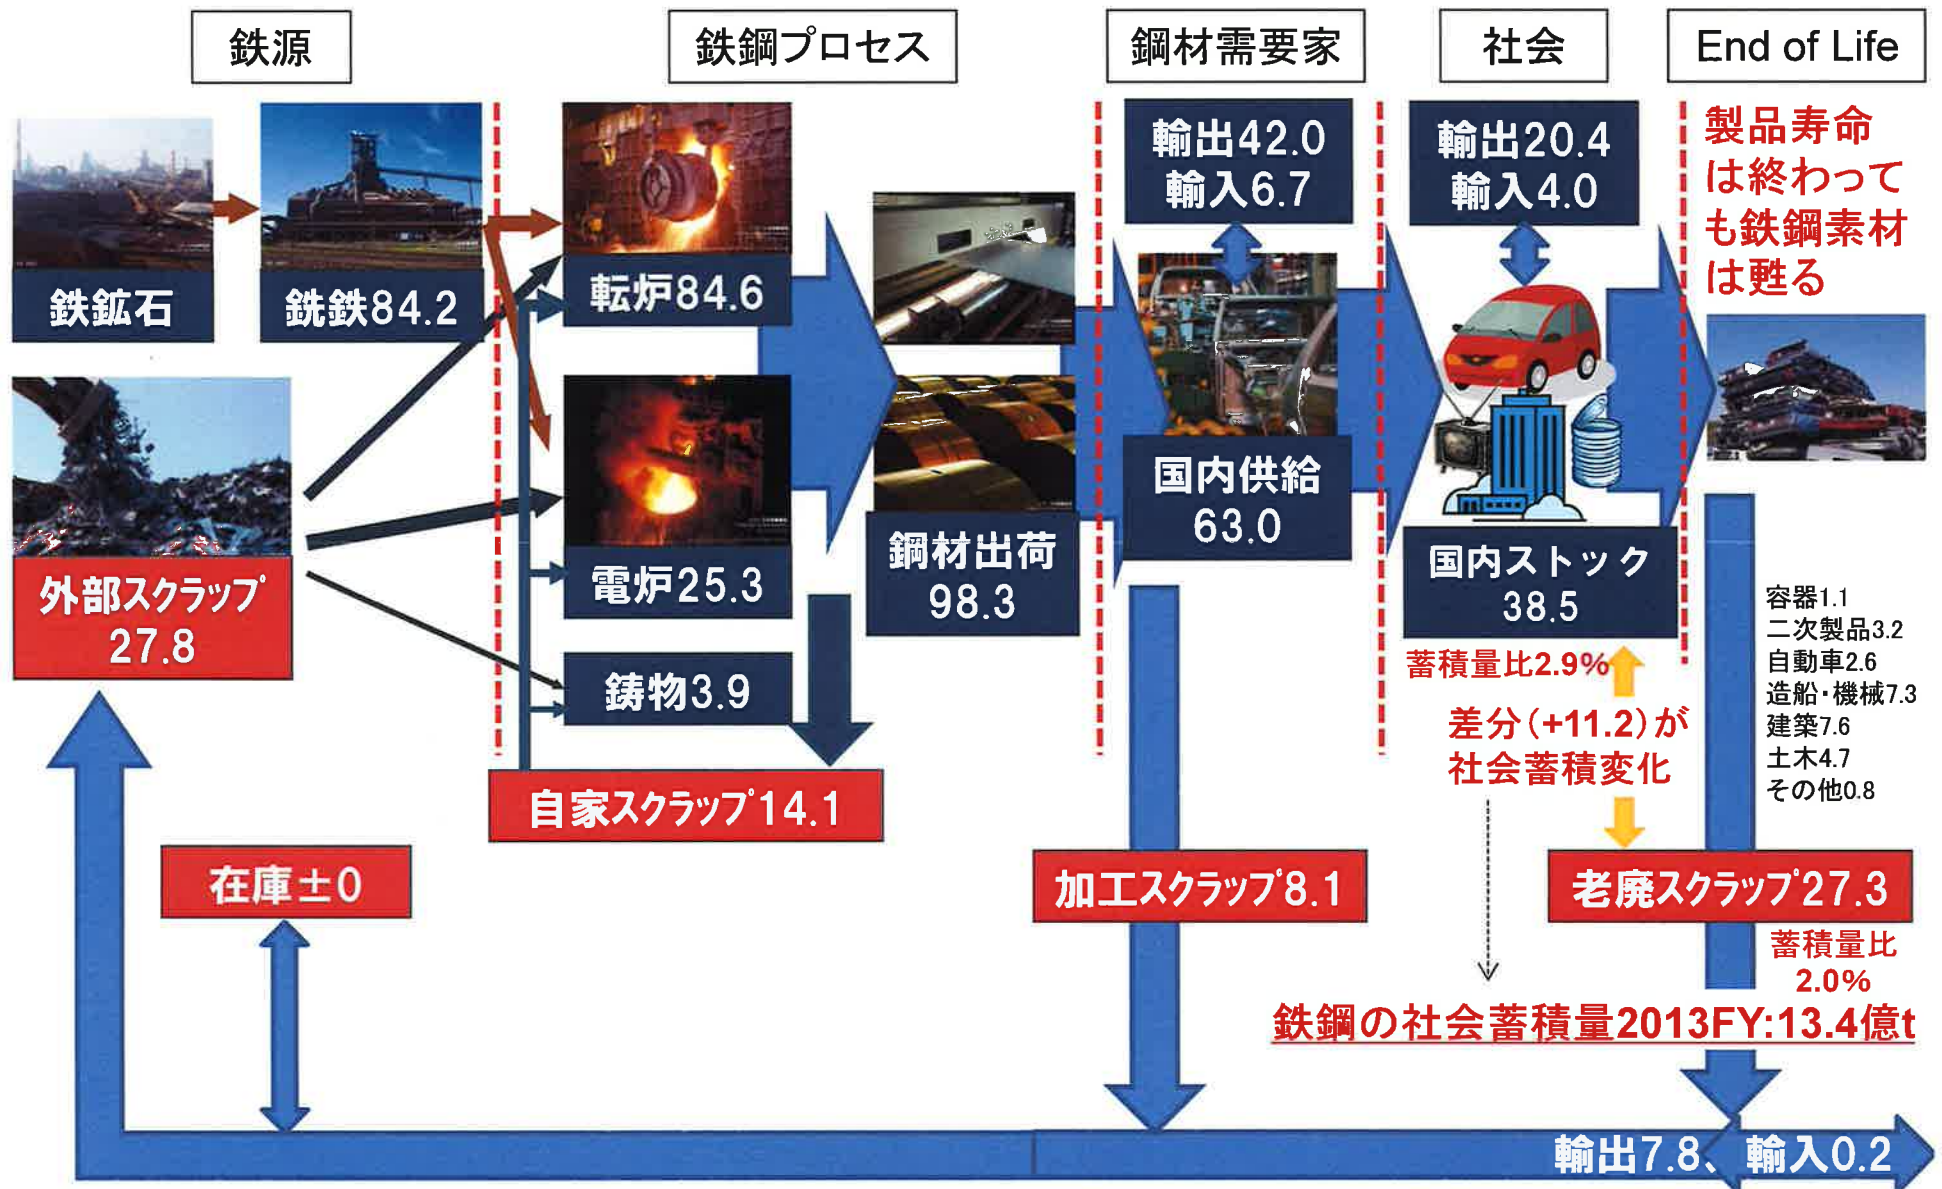 鉄源
鉄鋼プロセス
鋼材需要家
社会
End of Life
鉄鉱石
銑鉄84.2
転炉84.6
輸出42.0
輸入6.7
輸出20.4
輸入4.0
製品寿命
は終わって
も鉄鋼素材
は甦る
外部スクラップ
27.8
電炉25.3
鋳物3.9
鋼材出荷
98.3
国内供給
63.0
国内ストック
38.5
蓄積量比2.9%
差分(+11.2)が
社会蓄積変化
容器1.1
二次製品3.2
自動車2.6
造船・機械7.3
建築7.6
土木4.7
その他0.8
自家スクラップ14.1
在庫±0
加工スクラップ8.1
老廃スクラップ27.3
蓄積量比
2.0%
鉄鋼の社会蓄積量2013FY:13.4億t
輸出7.8、輸入0.2